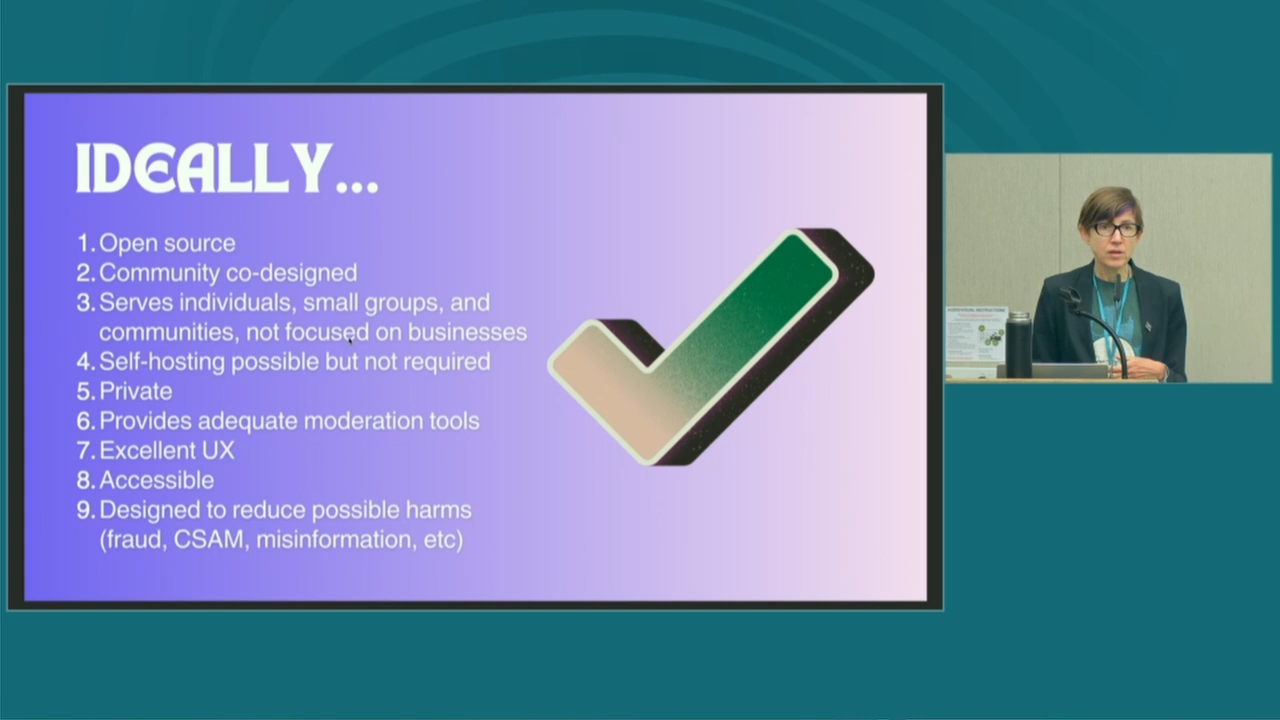 IDEALLY...
1. Open source
2. Community co-designed
3. Serves individuals, small groups, and
communities, not focused on businesses
4. Self-hosting possible but not required
5. Private
6. Provides adequate moderation tools
7. Excellent UX
8. Accessible
9. Designed to reduce possible harms
(fraud, CSAM, misinformation, etc)